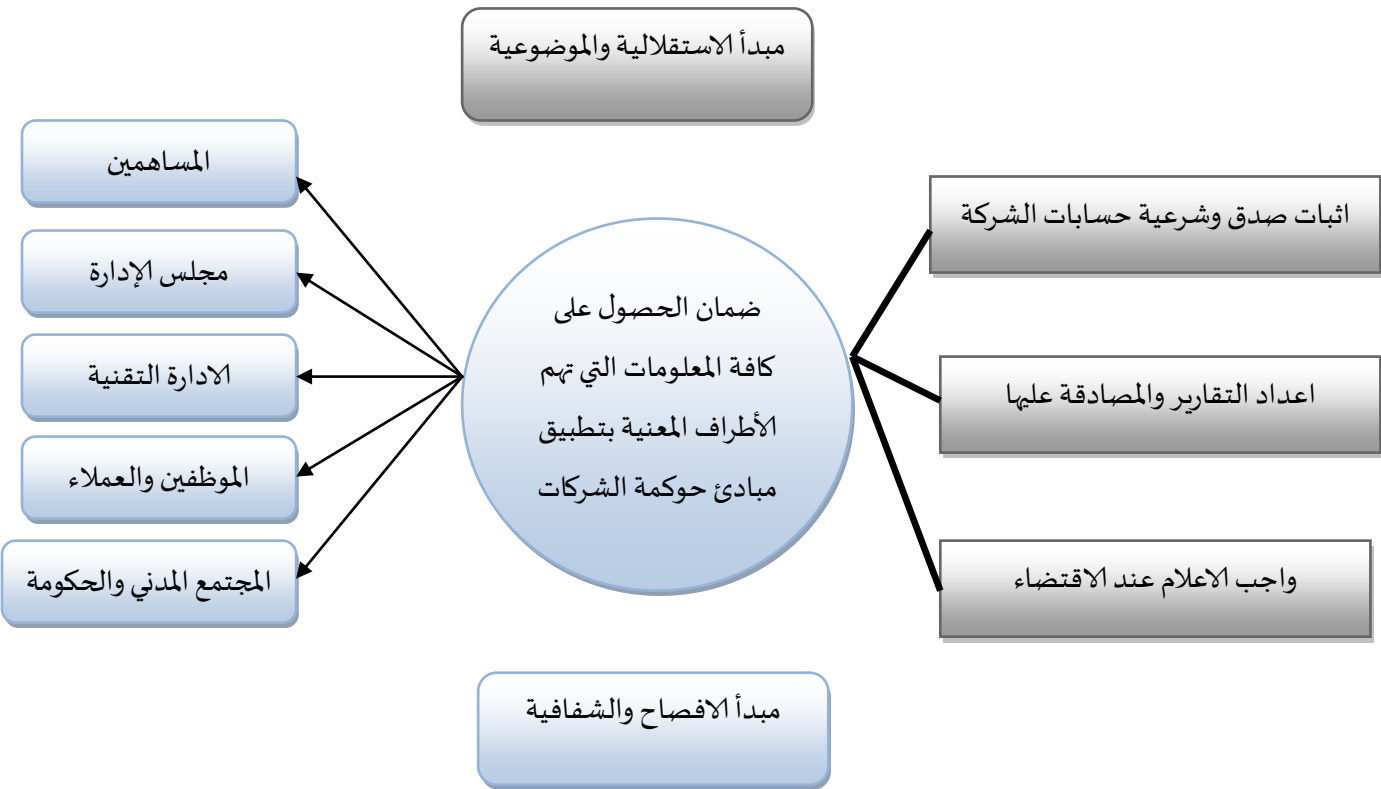 مبدأ الاستقلالية والموضوعية
اثبات صدق وشرعية حسابات الشركة
اعداد التقارير والمصادقة عليها
واجب الاعلام عند الاقتضاء
ضمان الحصول على
كافة المعلومات التي تهم
الأطراف المعنية بتطبيق
مبادئ حوكمة الشركات
المساهمين
مجلس الإدارة
الادارة التقنية
الموظفين والعملاء
المجتمع المدني والحكومة
مبدأ الافصاح والشفافية